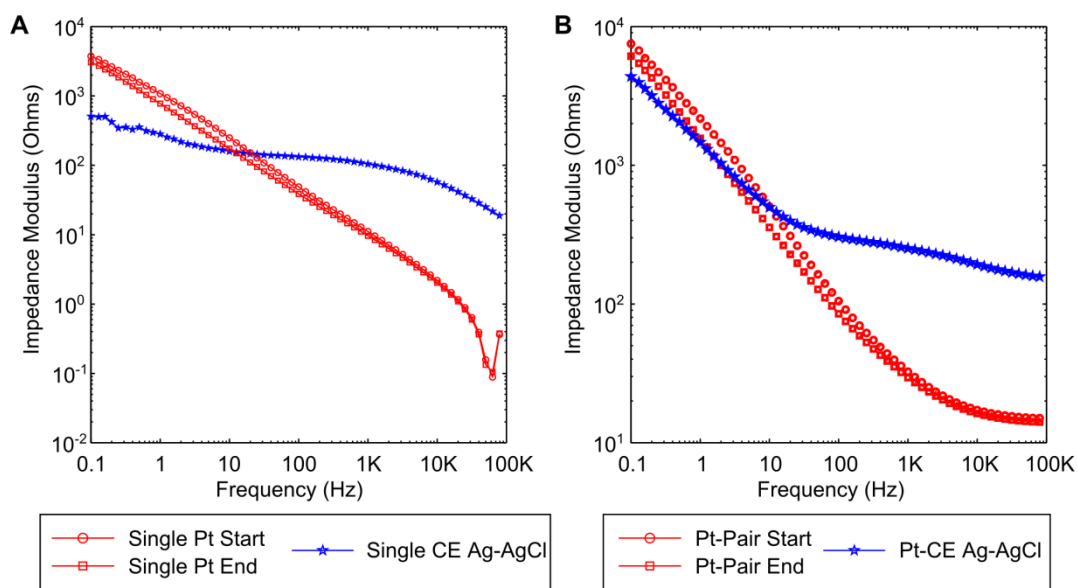 A
B
10^4
10^3
10^2
10^1
10^0
10^-1
10^-2
Impedance Modulus (Ohms)
0.1 1 10 100 1K 10K 100K
Frequency (Hz)
Single Pt Start
Single Pt End
Single CE Ag-AgCl
10^4
10^3
10^2
10^1
Impedance Modulus (Ohms)
0.1 1 10 100 1K 10K 100K
Frequency (Hz)
Pt-Pair Start
Pt-Pair End
Pt-CE Ag-AgCl